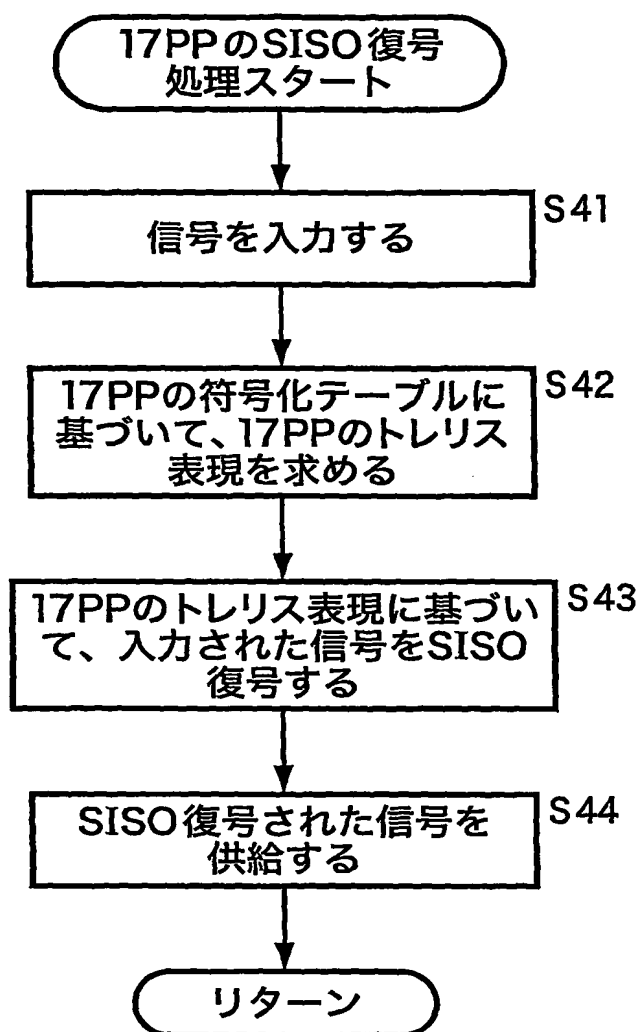 17PPのSISO復号
処理スタート
S41
信号を入力する
S42
17PPの符号化テーブルに
基づいて、17PPのトレリス
表現を求める
S43
17PPのトレリス表現に基づい
て、入力された信号をSISO
復号する
S44
SISO復号された信号を
供給する
リターン